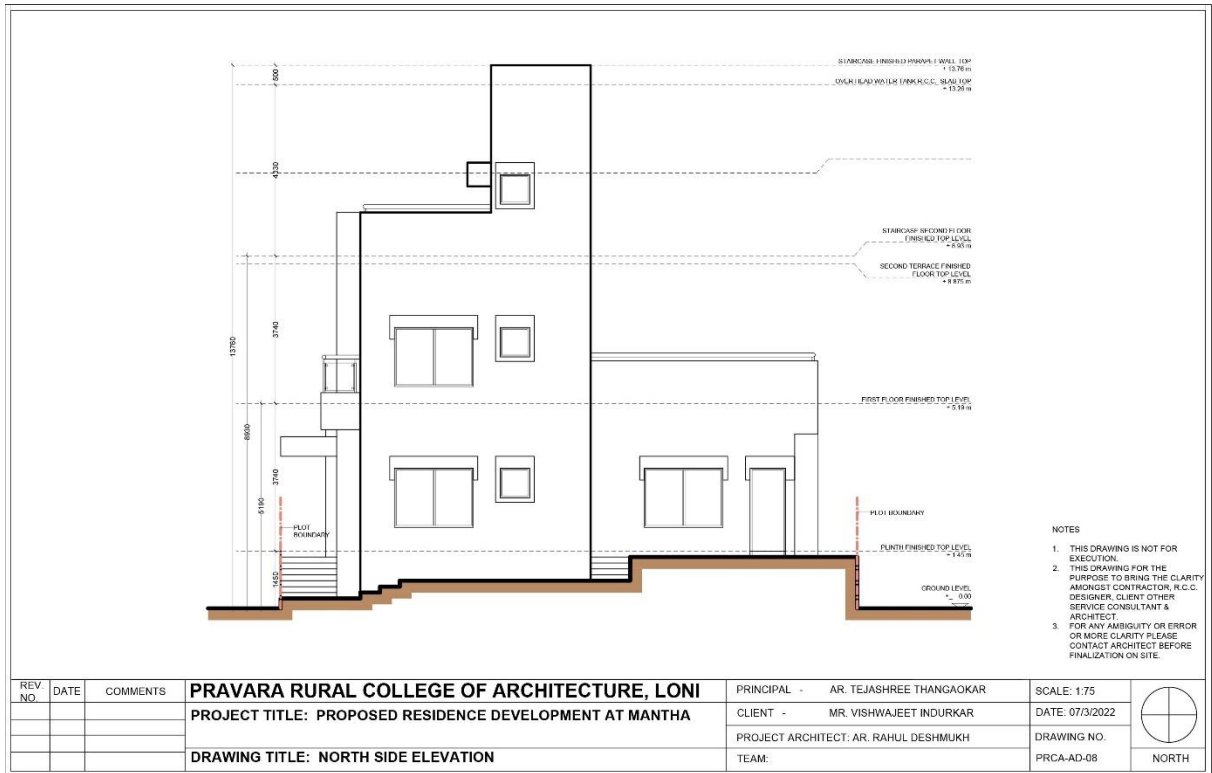 STAIRCASE FINISHED PARAPET WALL TOP
+ 13.76 m
OVER HEAD WATER TANK R.C.C. SLAB TOP
+ 13.26 m
500
4330
STAIRCASE SECOND FLOOR
FINISHED TOP LEVEL
+ 8.93 m
SECOND TERRACE FINISHED
FLOOR TOP LEVEL
+ 8.875 m
3740
13760
FIRST FLOOR FINISHED TOP LEVEL
+ 5.19 m
8930
3740
5190
PLOT
BOUNDARY
PLOT BOUNDARY
PLINTH FINISHED TOP LEVEL
+ 1.45 m
1450
GROUND LEVEL
+_ 0.00
NOTES
1. THIS DRAWING IS NOT FOR
EXECUTION.
2. THIS DRAWING FOR THE
PURPOSE TO BRING THE CLARITY
AMONGST CONTRACTOR, R.C.C.
DESIGNER, CLIENT OTHER
SERVICE CONSULTANT &
ARCHITECT.
3. FOR ANY AMBIGUITY OR ERROR
OR MORE CLARITY PLEASE
CONTACT ARCHITECT BEFORE
FINALIZATION ON SITE.
REV.
NO.
DATE
COMMENTS
PRAVARA RURAL COLLEGE OF ARCHITECTURE, LONI
PROJECT TITLE: PROPOSED RESIDENCE DEVELOPMENT AT MANTHA
DRAWING TITLE: NORTH SIDE ELEVATION
PRINCIPAL - AR. TEJASHREE THANGAOKAR
CLIENT - MR. VISHWAJEET INDURKAR
PROJECT ARCHITECT: AR. RAHUL DESHMUKH
TEAM:
SCALE: 1:75
DATE: 07/3/2022
DRAWING NO.
PRCA-AD-08
NORTH